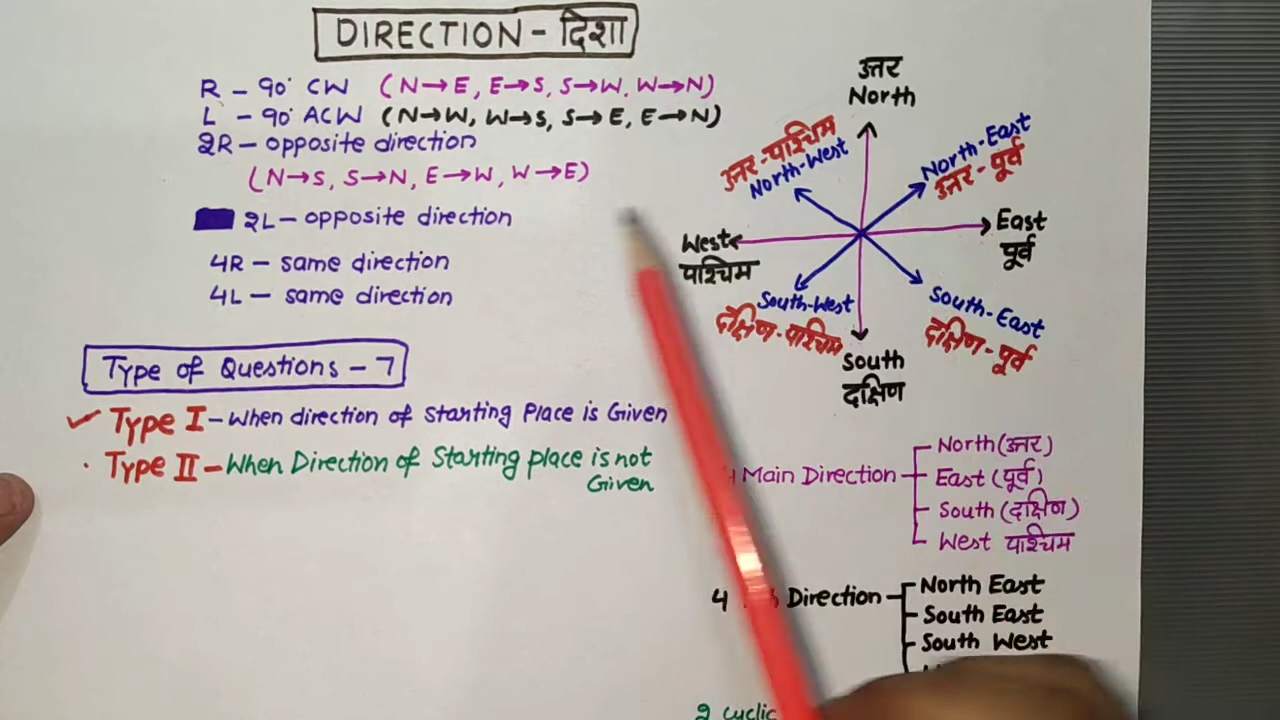 DIRECTION - दिशा
R - 90° CW (N→E, E→S, S→W, W→N)
L - 90° ACW (N→W, W→S, S→E, E→N)
2R - opposite direction
(N→S, S→N, E→W, W→E)
2L - opposite direction
4R - same direction
4L - same direction
Type of Questions - 7
Type I - When direction of Starting Place is Given
Type II - When Direction of Starting place is not
Given
उत्तर
North
उत्तर-पश्चिम
North-West
North-East
उत्तर-पूर्व
West
पश्चिम
East
पूर्व
South-West
दक्षिण-पश्चिम
South-East
दक्षिण-पूर्व
South
दक्षिण
Main Direction
North (उत्तर)
East (पूर्व)
South (दक्षिण)
West पश्चिम
4 Direction
North East
South East
South West
2 cyclic